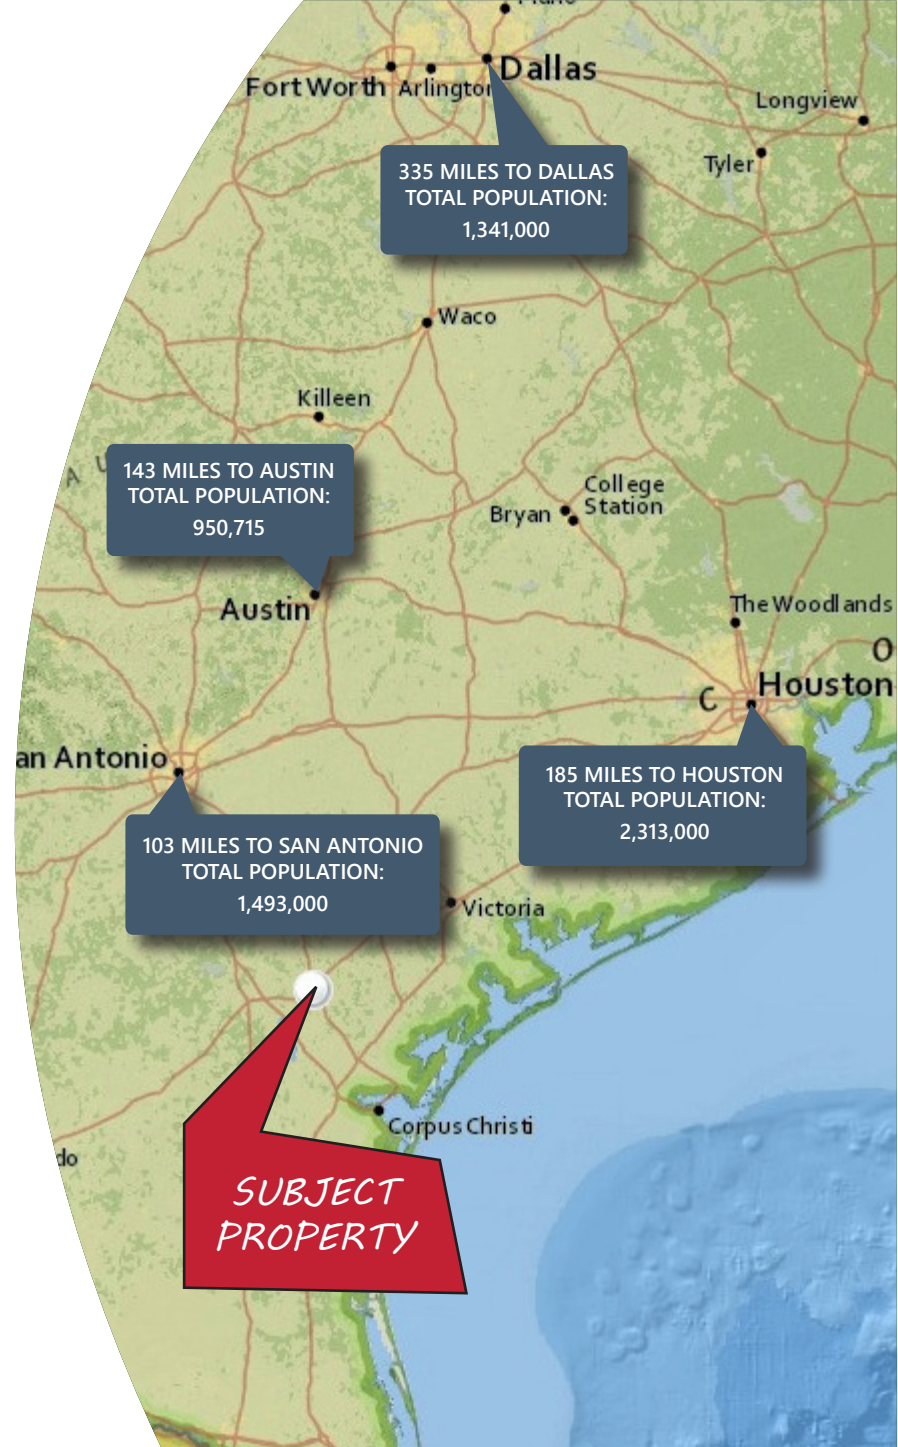 Dallas
Fort Worth
Arlington
Longview
Tyler
335 MILES TO DALLAS
TOTAL POPULATION:
1,341,000
Waco
Killeen
A U
143 MILES TO AUSTIN
TOTAL POPULATION:
950,715
College
Station
Bryan
Austin
The Woodlands
O
C
Houston
an Antonio
185 MILES TO HOUSTON
TOTAL POPULATION:
2,313,000
103 MILES TO SAN ANTONIO
TOTAL POPULATION:
1,493,000
Victoria
Corpus Christi
do
SUBJECT
PROPERTY